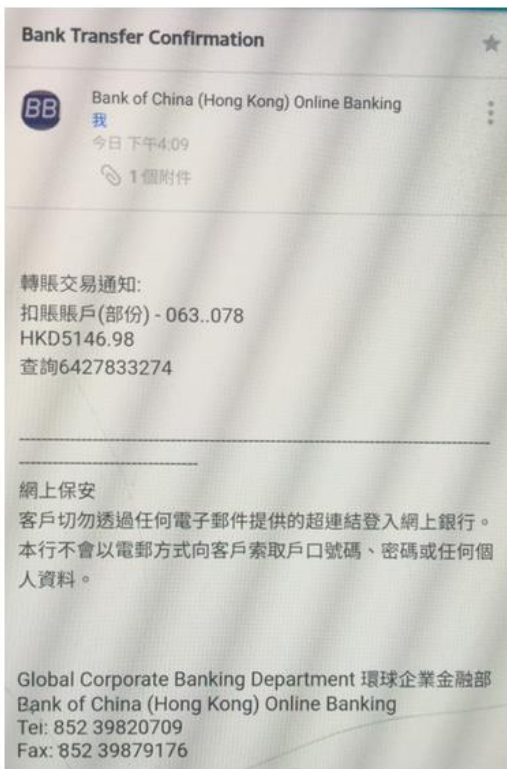 Bank Transfer Confirmation
BB
Bank of China (Hong Kong) Online Banking
我
今日 下午4:09
1 個附件
轉賬交易通知:
扣賬賬戶(部份) - 063..078
HKD5146.98
查詢6427833274
-----------------------------------------------------------------------
---------------------------
網上保安
客戶切勿透過任何電子郵件提供的超連結登入網上銀行。
本行不會以電郵方式向客戶索取戶口號碼、密碼或任何個
人資料。
Global Corporate Banking Department 環球企業金融部
Bank of China (Hong Kong) Online Banking
Tei: 852 39820709
Fax: 852 39879176